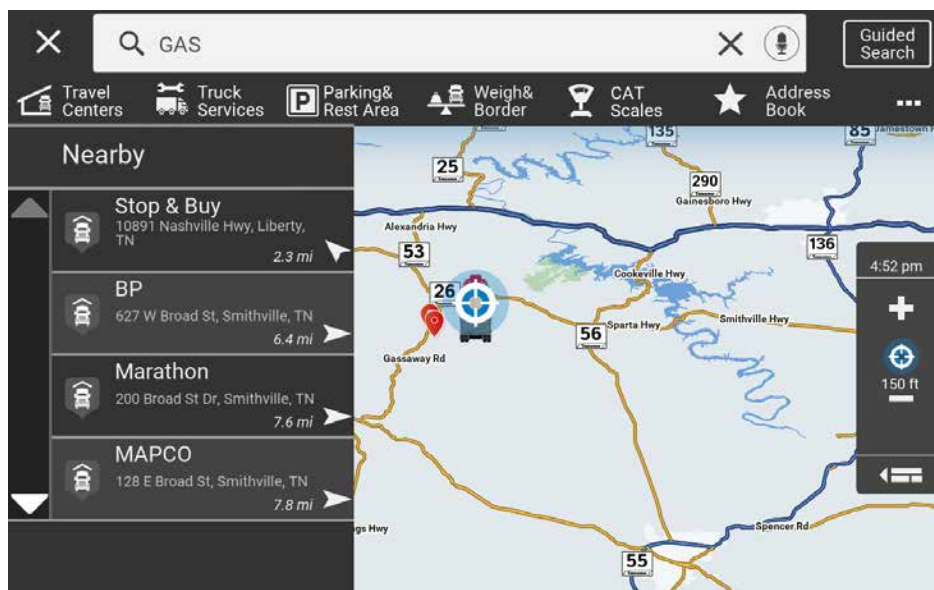 GAS
Guided
Search
Travel
Centers
Truck
Services
P
Parking&
Rest Area
Weigh&
Border
CAT
Scales
Address
Book
Nearby
Stop & Buy
10891 Nashville Hwy, Liberty,
TN
2.3 mi
BP
627 W Broad St, Smithville, TN
6.4 mi
Marathon
200 Broad St Dr, Smithville, TN
7.6 mi
MAPCO
128 E Broad St, Smithville, TN
7.8 mi
135
85
Jamestown
25
290
Gainesboro Hwy
Alexandria Hwy
53
136
Cookeville Hwy
26
56
Sparta Hwy
Smithville Hwy
Gassaway Rd
gs Hwy
Spencer Rd
55
4:52 pm
150 ft